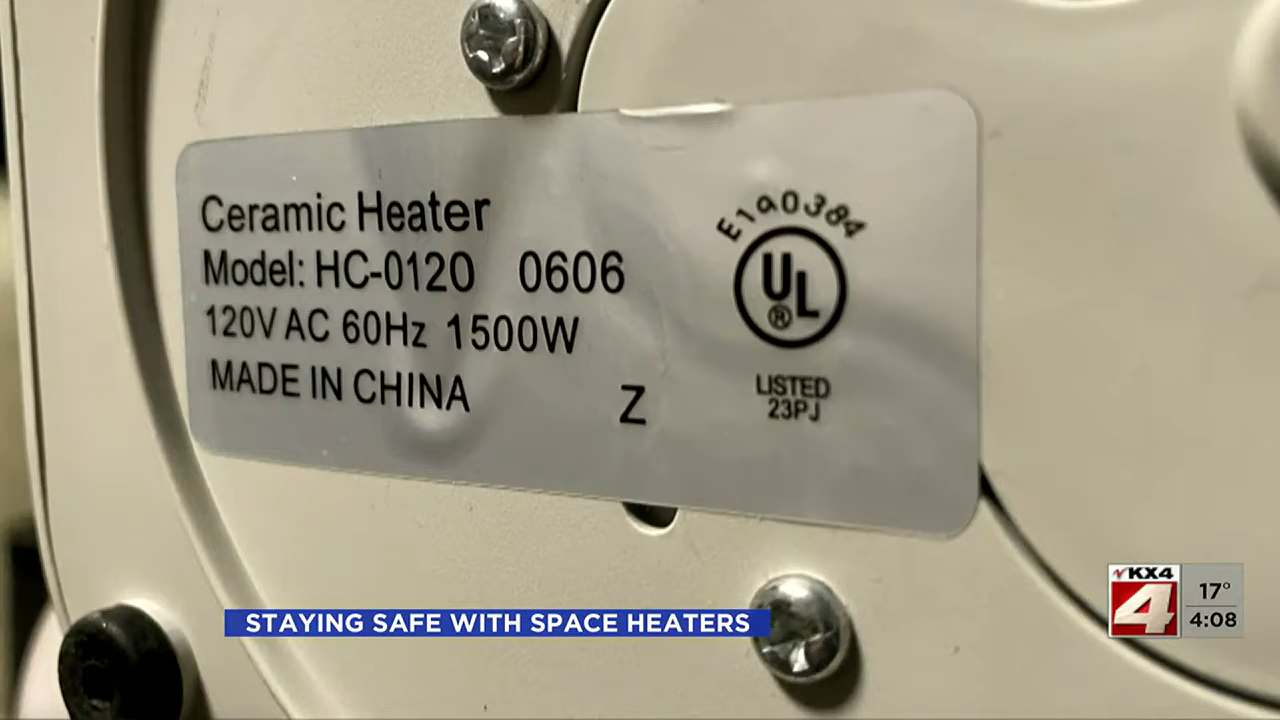 Ceramic Heater
Model: HC-0120 0606
120V AC 60Hz 1500W
MADE IN CHINA
Z
E190384
UL
®
LISTED
23PJ
STAYING SAFE WITH SPACE HEATERS
KX4
4
17°
4:08